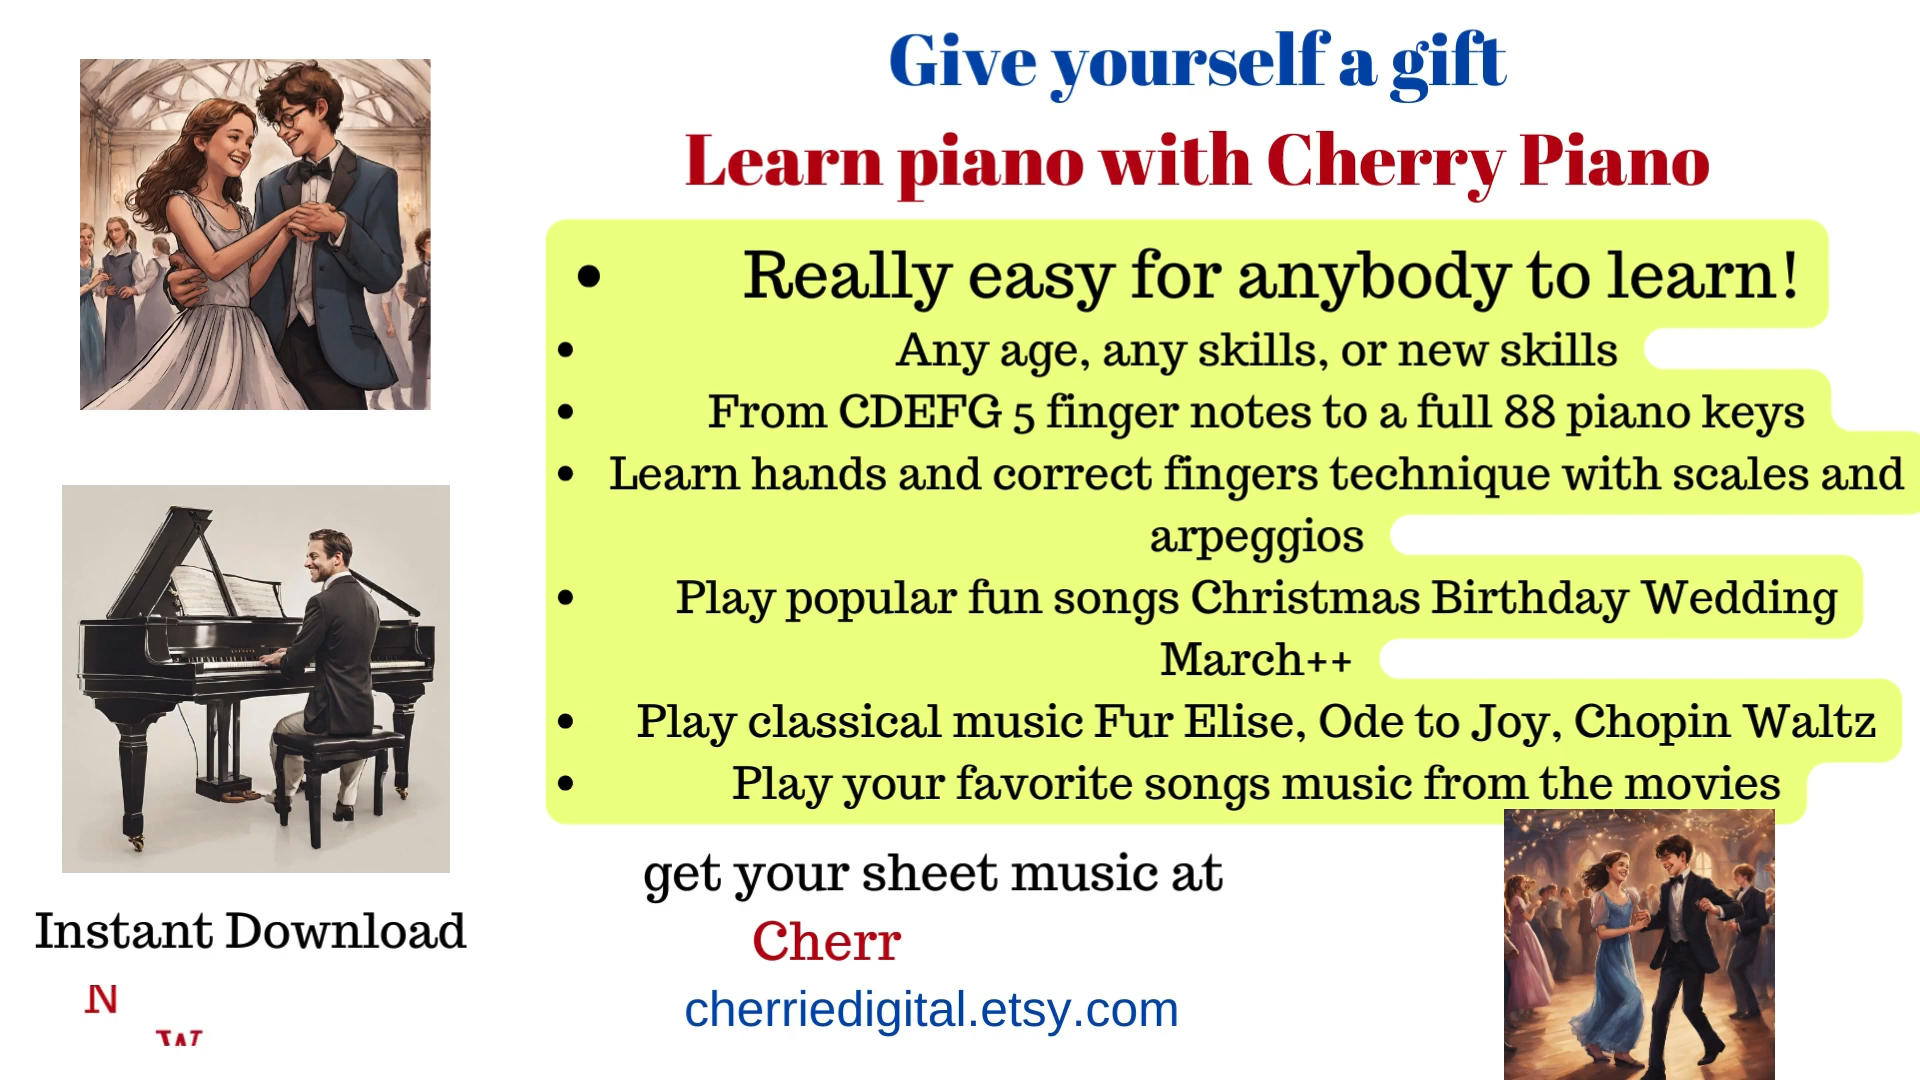 Give yourself a gift
Learn piano with Cherry Piano
• Really easy for anybody to learn!
• Any age, any skills, or new skills
• From CDEFG 5 finger notes to a full 88 piano keys
• Learn hands and correct fingers technique with scales and
arpeggios
• Play popular fun songs Christmas Birthday Wedding
March++
• Play classical music Fur Elise, Ode to Joy, Chopin Waltz
• Play your favorite songs music from the movies
get your sheet music at
Cherr
cherriedigital.etsy.com
Instant Download
N
W